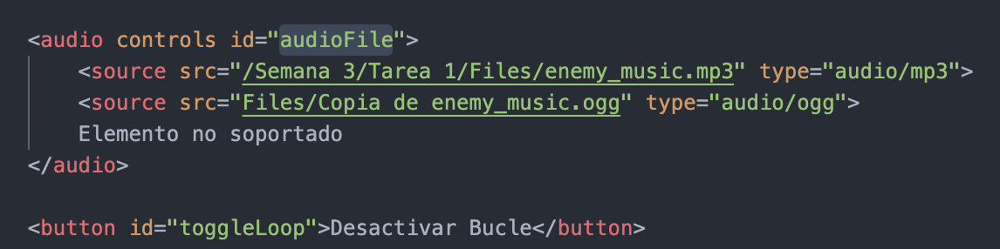 <audio controls id="audioFile">
<source src="/Semana 3/Tarea 1/Files/enemy_music.mp3" type="audio/mp3">
<source src="Files/Copia de enemy_music.ogg" type="audio/ogg">
Elemento no soportado
</audio>
<button id="toggleLoop">Desactivar Bucle</button>